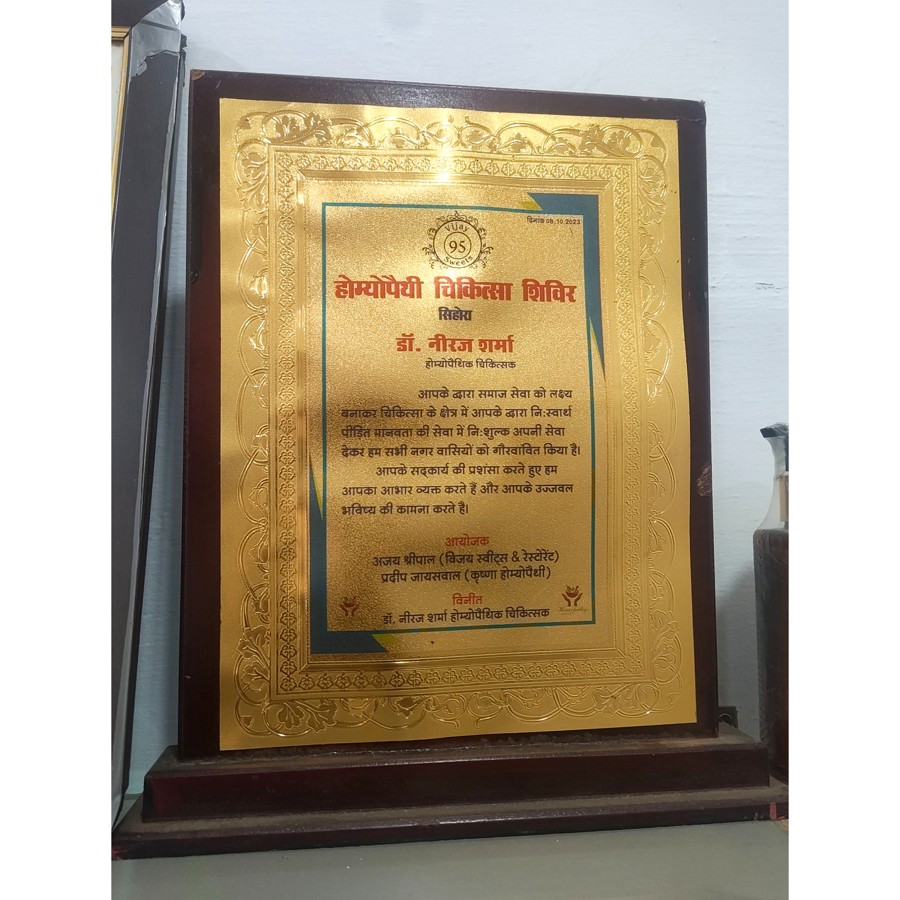 दिनांक 08.10.2023
Vijay
95
Sweets
होम्योपैथी चिकित्सा शिविर
सिहोरा
डॉ. नीरज शर्मा
होम्योपैथिक चिकित्सक
आपके द्वारा समाज सेवा को लक्ष्य
बनाकर चिकित्सा के क्षेत्र में आपके द्वारा नि:स्वार्थ
पीड़ित मानवता की सेवा में नि:शुल्क अपनी सेवा
देकर हम सभी नगर वासियों को गौरवावित किया है।
आपके सद्कार्य की प्रशंसा करते हुए हम
आपका आभार व्यक्त करते हैं और आपके उज्जवल
भविष्य की कामना करते है।
आयोजक
अजय श्रीपाल (विजय स्वीट्स & रेस्टोरेंट)
प्रदीप जायसवाल (कृष्णा होम्योपैथी)
विनीत
डॉ. नीरज शर्मा होम्योपैथिक चिकित्सक